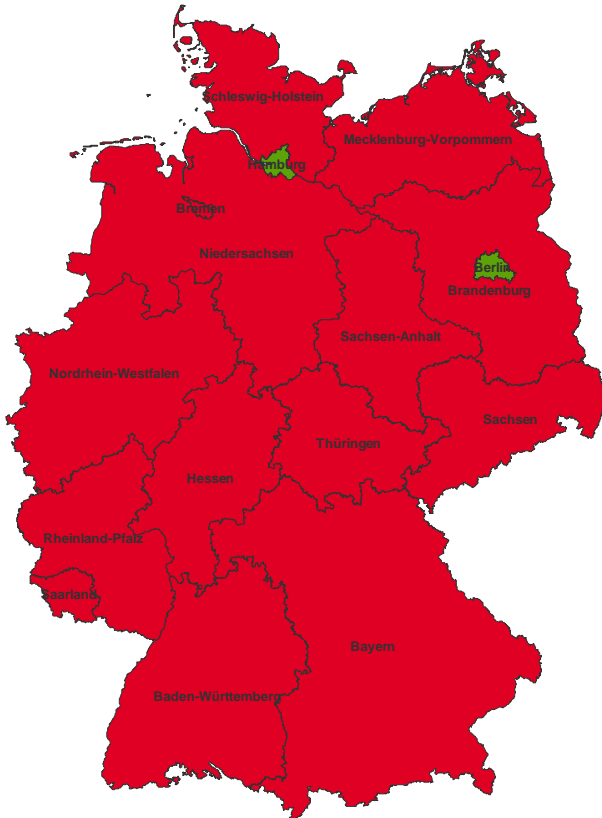 Schleswig-Holstein
Mecklenburg-Vorpommern
Hamburg
Bremen
Niedersachsen
Berlin
Brandenburg
Sachsen-Anhalt
Nordrhein-Westfalen
Sachsen
Thüringen
Hessen
Rheinland-Pfalz
Saarland
Bayern
Baden-Württemberg